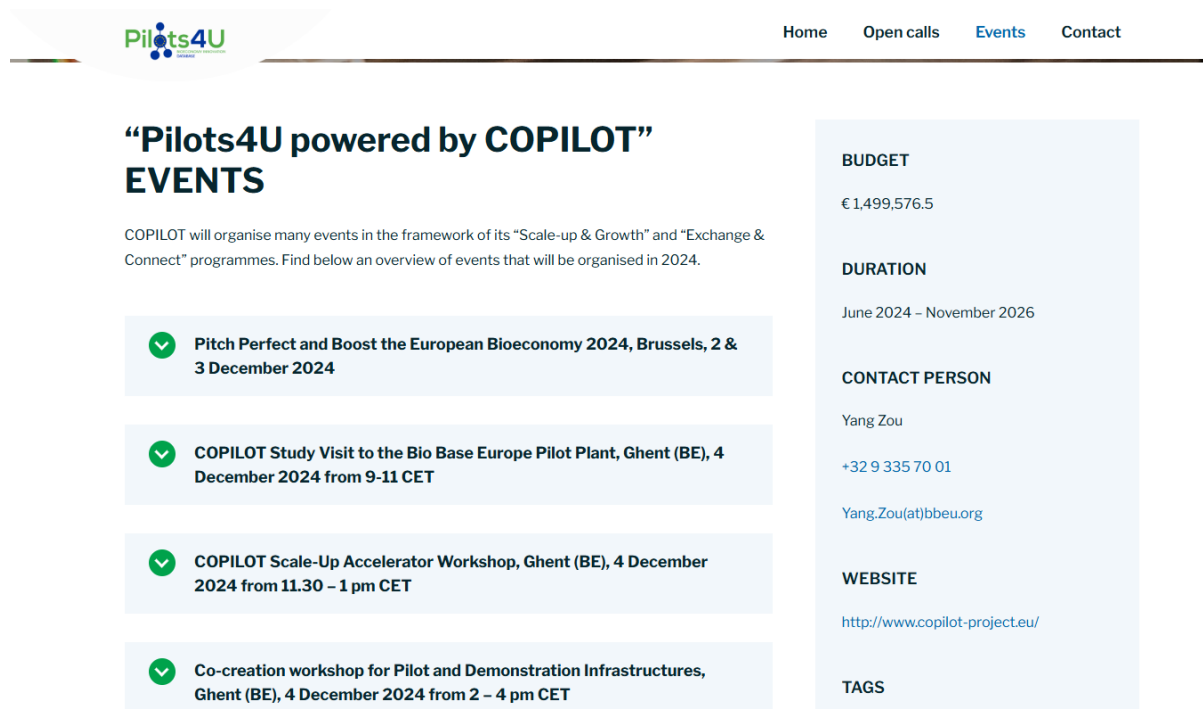 Pilots4U
DATABASE
Home
Open calls
Events
Contact
“Pilots4U powered by COPILOT”
EVENTS
COPILOT will organise many events in the framework of its “Scale-up & Growth” and “Exchange &
Connect” programmes. Find below an overview of events that will be organised in 2024.
Pitch Perfect and Boost the European Bioeconomy 2024, Brussels, 2 &
3 December 2024
COPILOT Study Visit to the Bio Base Europe Pilot Plant, Ghent (BE), 4
December 2024 from 9-11 CET
COPILOT Scale-Up Accelerator Workshop, Ghent (BE), 4 December
2024 from 11.30 – 1 pm CET
Co-creation workshop for Pilot and Demonstration Infrastructures,
Ghent (BE), 4 December 2024 from 2 – 4 pm CET
BUDGET
€ 1,499,576.5
DURATION
June 2024 – November 2026
CONTACT PERSON
Yang Zou
+32 9 335 70 01
Yang.Zou(at)bbeu.org
WEBSITE
http://www.copilot-project.eu/
TAGS